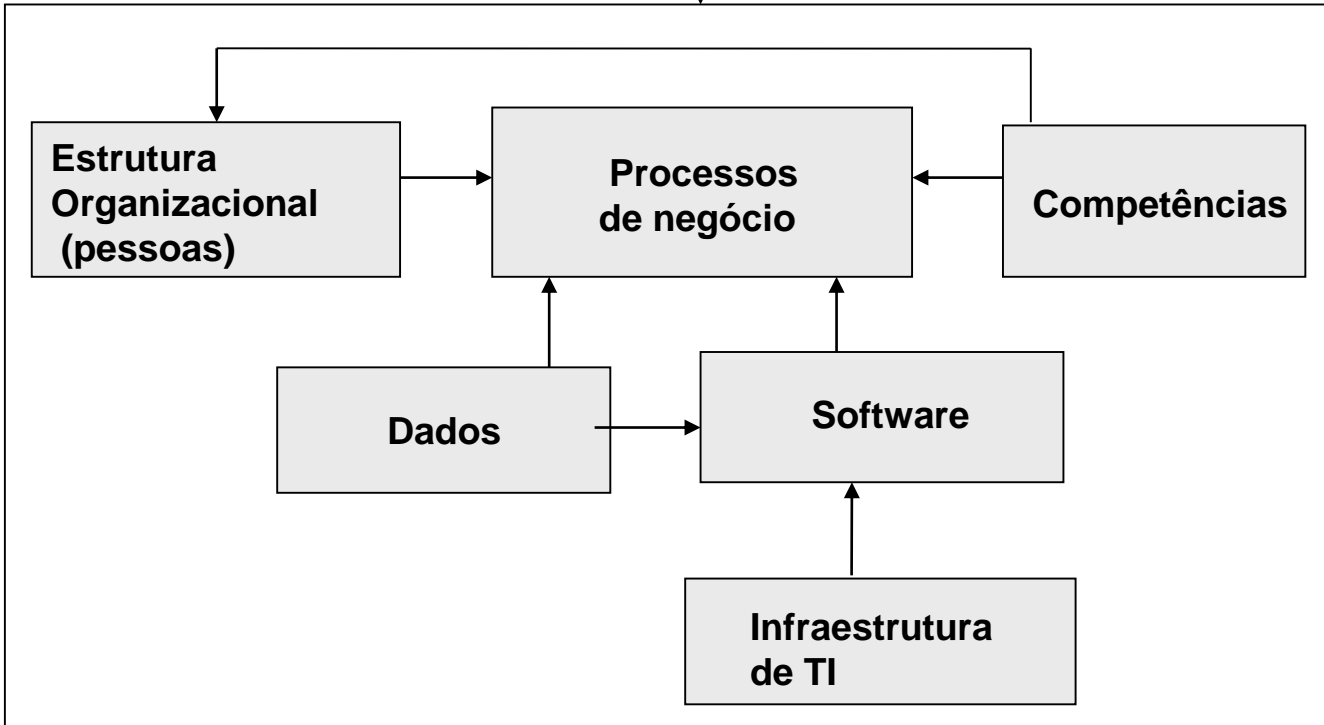 Estrutura
Organizacional
(pessoas)
Processos
de negócio
Competências
Dados
Software
Infraestrutura
de TI